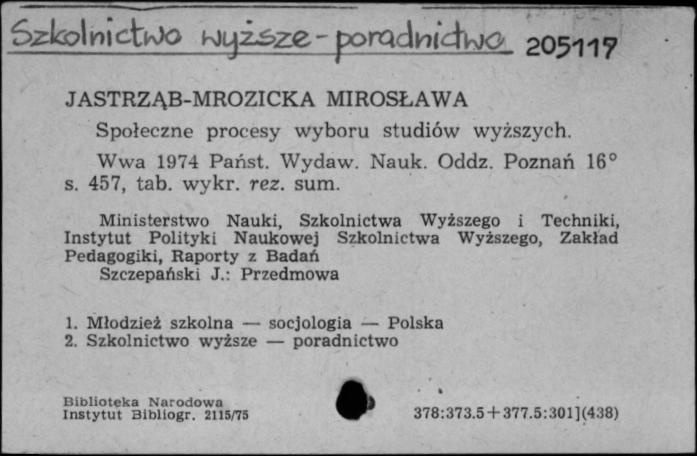 Szkolnictwo wyższe - poradnictwo 205117
JASTRZĄB-MROZICKA MIROSŁAWA
Społeczne procesy wyboru studiów wyższych.
Wwa 1974 Państ. Wydaw. Nauk. Oddz. Poznań 16°
s. 457, tab. wykr. rez. sum.
Ministerstwo Nauki, Szkolnictwa Wyższego i Techniki,
Instytut Polityki Naukowej Szkolnictwa Wyższego, Zakład
Pedagogiki, Raporty z Badań
Szczepański J.: Przedmowa
1. Młodzież szkolna — socjologia — Polska
2. Szkolnictwo wyższe — poradnictwo
Biblioteka Narodowa
Instytut Bibliogr. 2115/75
378:373.5+377.5:301](438)